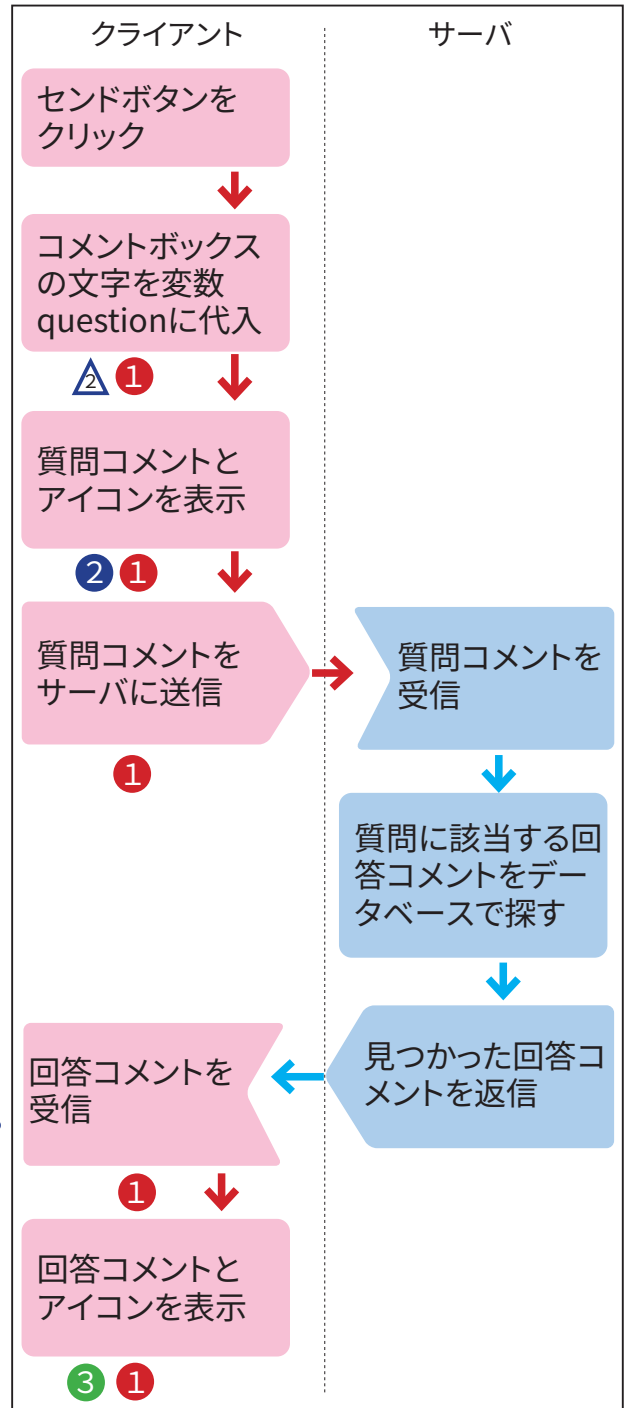 クライアント
サーバ
センドボタンを
クリック
コメントボックス
の文字を変数
questionに代入
2 1
質問コメントと
アイコンを表示
2 1
質問コメントを
サーバに送信
1
質問コメントを
受信
質問に該当する回
答コメントをデー
タベースで探す
見つかった回答コ
メントを返信
回答コメントを
受信
1
回答コメントと
アイコンを表示
3 1